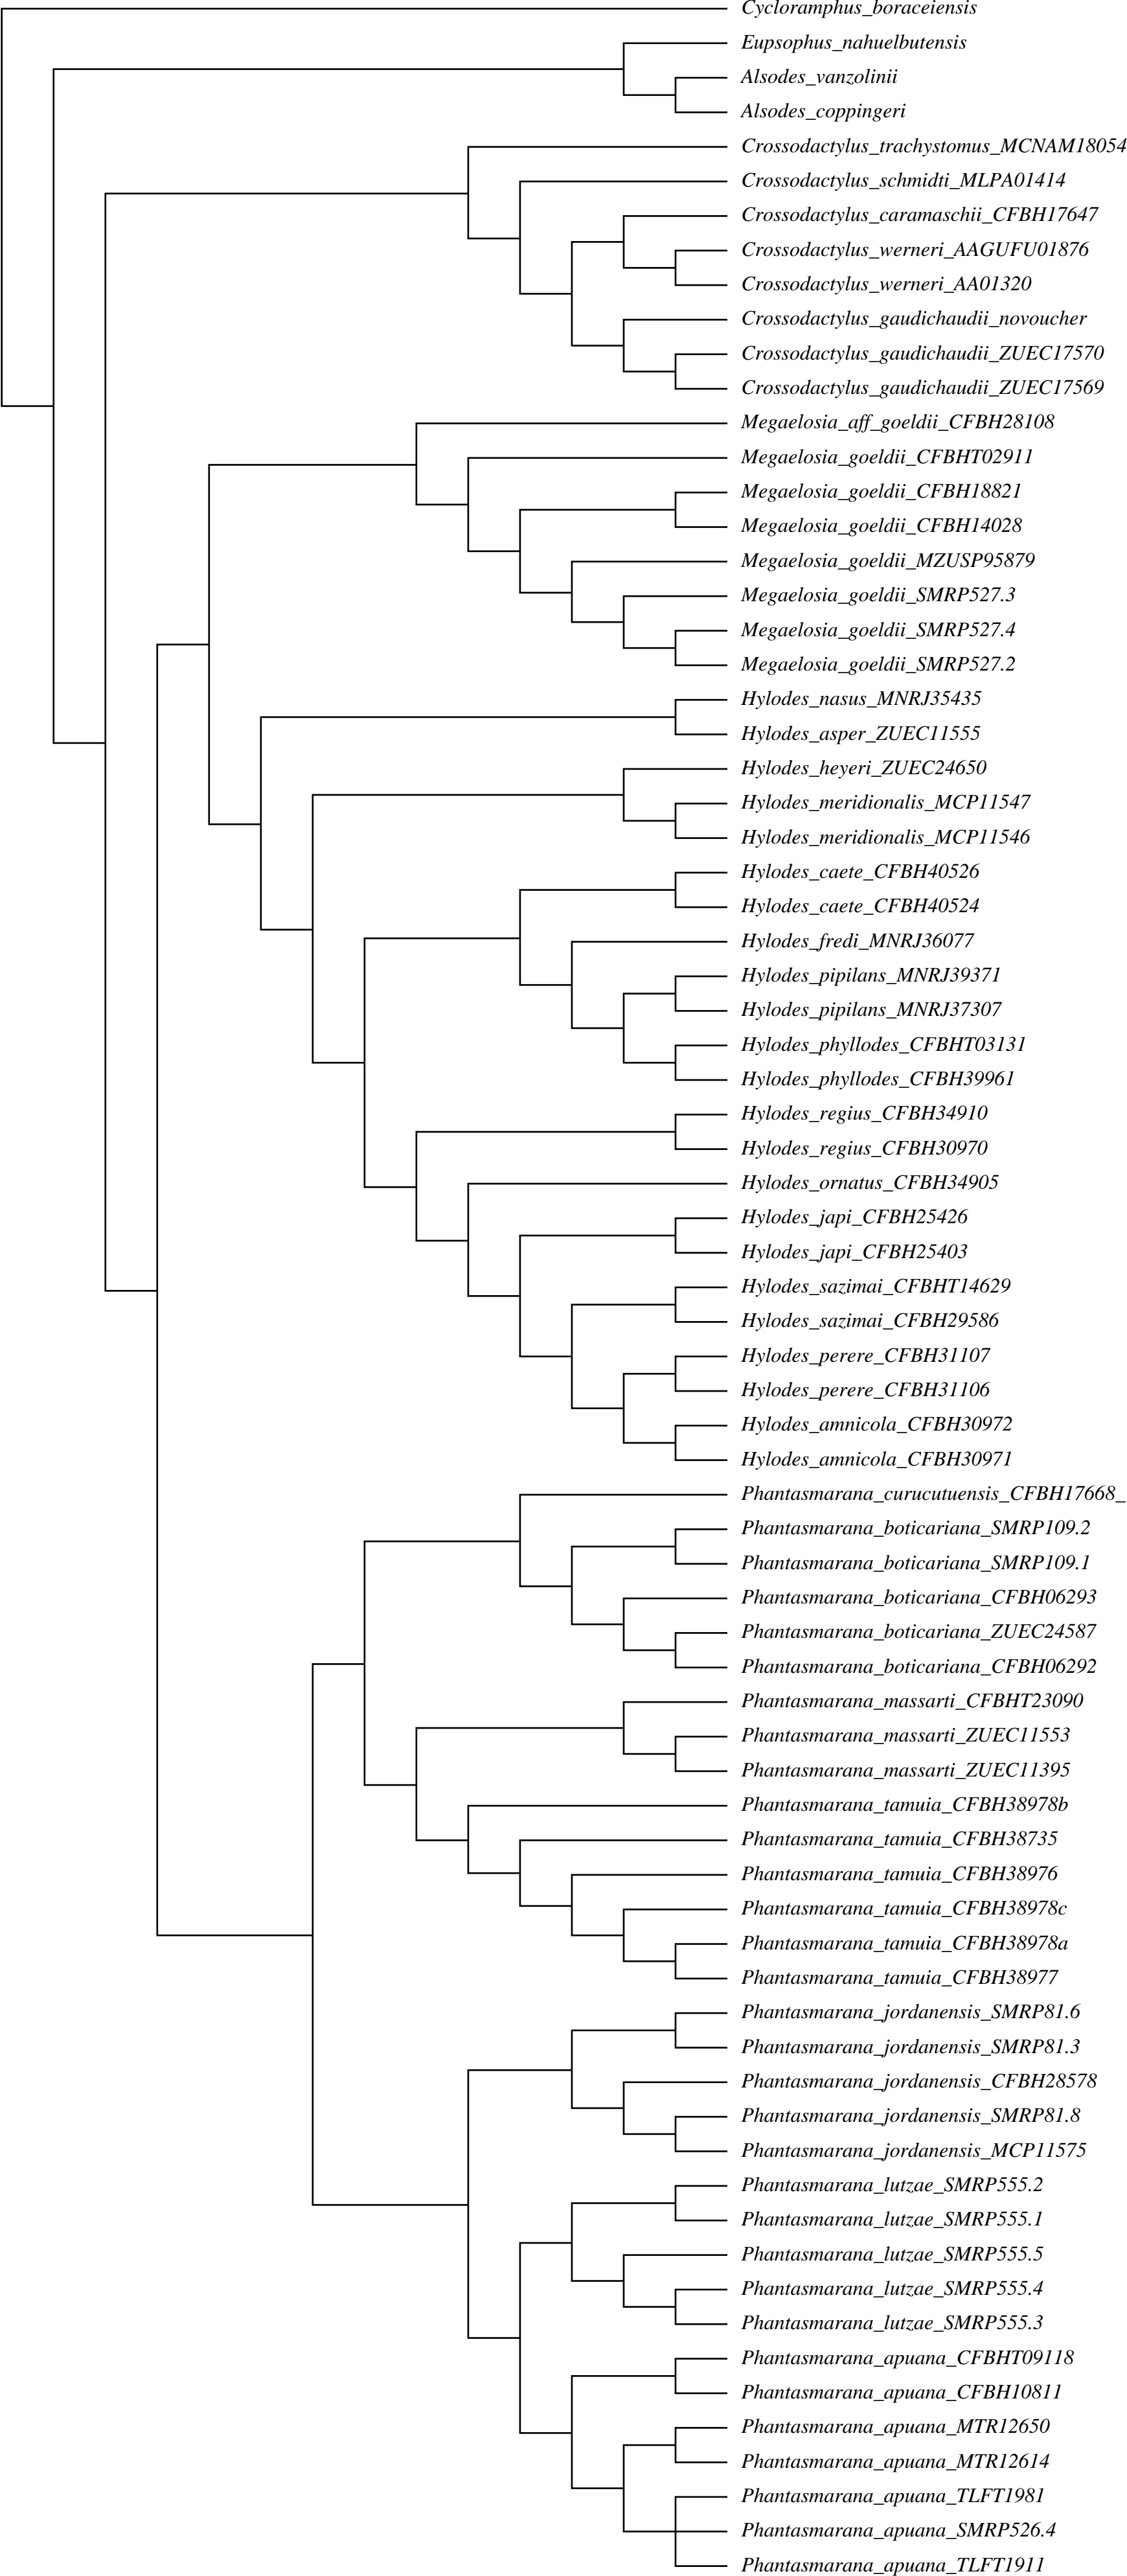 Cycloramphus_boraceiensis
Eupsophus_nahuelbutensis
Alsodes_vanzolinii
Alsodes_coppingeri
Crossodactylus_trachystomus_MCNAM18054
Crossodactylus_schmidti_MLPA01414
Crossodactylus_caramaschii_CFBH17647
Crossodactylus_werneri_AAGUFU01876
Crossodactylus_werneri_AA01320
Crossodactylus_gaudichaudii_novoucher
Crossodactylus_gaudichaudii_ZUEC17570
Crossodactylus_gaudichaudii_ZUEC17569
Megaelosia_aff_goeldii_CFBH28108
Megaelosia_goeldii_CFBHT02911
Megaelosia_goeldii_CFBH18821
Megaelosia_goeldii_CFBH14028
Megaelosia_goeldii_MZUSP95879
Megaelosia_goeldii_SMRP527.3
Megaelosia_goeldii_SMRP527.4
Megaelosia_goeldii_SMRP527.2
Hylodes_nasus_MNRJ35435
Hylodes_asper_ZUEC11555
Hylodes_heyeri_ZUEC24650
Hylodes_meridionalis_MCP11547
Hylodes_meridionalis_MCP11546
Hylodes_caete_CFBH40526
Hylodes_caete_CFBH40524
Hylodes_fredi_MNRJ36077
Hylodes_pipilans_MNRJ39371
Hylodes_pipilans_MNRJ37307
Hylodes_phyllodes_CFBHT03131
Hylodes_phyllodes_CFBH39961
Hylodes_regius_CFBH34910
Hylodes_regius_CFBH30970
Hylodes_ornatus_CFBH34905
Hylodes_japi_CFBH25426
Hylodes_japi_CFBH25403
Hylodes_sazimai_CFBHT14629
Hylodes_sazimai_CFBH29586
Hylodes_perere_CFBH31107
Hylodes_perere_CFBH31106
Hylodes_amnicola_CFBH30972
Hylodes_amnicola_CFBH30971
Phantasmarana_curucutuensis_CFBH17668_
Phantasmarana_boticariana_SMRP109.2
Phantasmarana_boticariana_SMRP109.1
Phantasmarana_boticariana_CFBH06293
Phantasmarana_boticariana_ZUEC24587
Phantasmarana_boticariana_CFBH06292
Phantasmarana_massarti_CFBHT23090
Phantasmarana_massarti_ZUEC11553
Phantasmarana_massarti_ZUEC11395
Phantasmarana_tamuia_CFBH38978b
Phantasmarana_tamuia_CFBH38735
Phantasmarana_tamuia_CFBH38976
Phantasmarana_tamuia_CFBH38978c
Phantasmarana_tamuia_CFBH38978a
Phantasmarana_tamuia_CFBH38977
Phantasmarana_jordanensis_SMRP81.6
Phantasmarana_jordanensis_SMRP81.3
Phantasmarana_jordanensis_CFBH28578
Phantasmarana_jordanensis_SMRP81.8
Phantasmarana_jordanensis_MCP11575
Phantasmarana_lutzae_SMRP555.2
Phantasmarana_lutzae_SMRP555.1
Phantasmarana_lutzae_SMRP555.5
Phantasmarana_lutzae_SMRP555.4
Phantasmarana_lutzae_SMRP555.3
Phantasmarana_apuana_CFBHT09118
Phantasmarana_apuana_CFBH10811
Phantasmarana_apuana_MTR12650
Phantasmarana_apuana_MTR12614
Phantasmarana_apuana_TLFT1981
Phantasmarana_apuana_SMRP526.4
Phantasmarana_apuana_TLFT1911